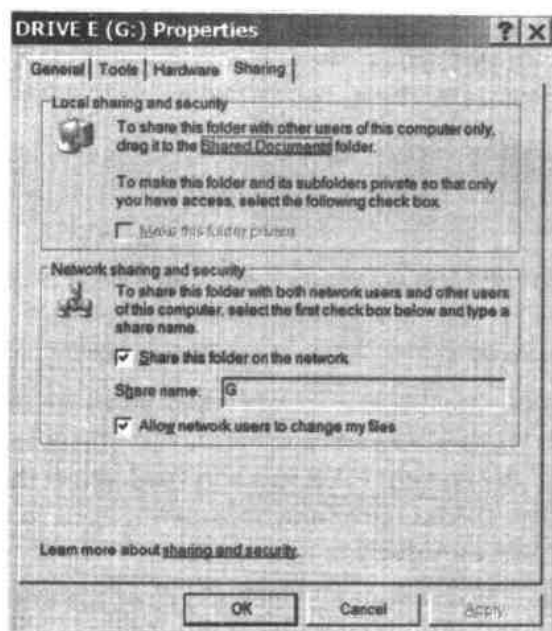 DRIVE E (G:) Properties
General Tools Hardware Sharing
Local sharing and security
To share this folder with other users of this computer only,
drag it to the Shared Documents folder.
To make this folder and its subfolders private so that only
you have access, select the following check box.
Make this folder private
Network sharing and security
To share this folder with both network users and other users
of this computer, select the first check box below and type a
share name.
Share this folder on the network
Share name: G
Allow network users to change my files
Learn more about sharing and security.
OK Cancel Apply